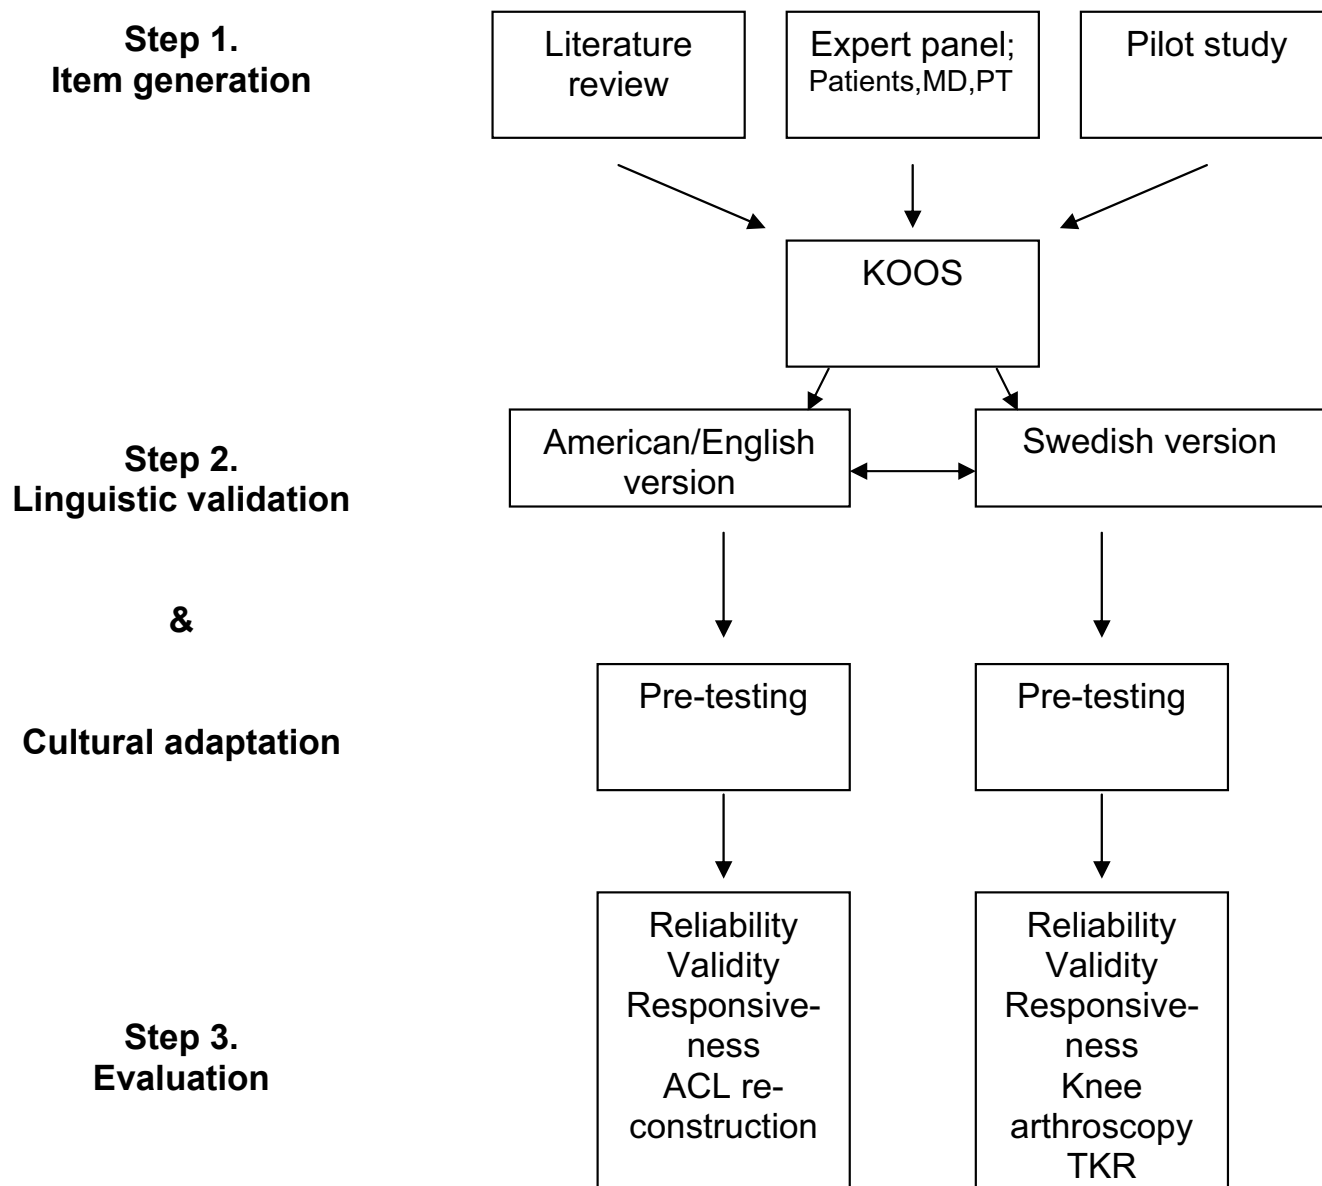 Step 1.
Item generation
Literature
review
Expert panel;
Patients,MD,PT
Pilot study
KOOS
Step 2.
Linguistic validation
&
Cultural adaptation
American/English
version
Swedish version
Pre-testing
Pre-testing
Step 3.
Evaluation
Reliability
Validity
Responsive-
ness
ACL re-
construction
Reliability
Validity
Responsive-
ness
Knee
arthroscopy
TKR